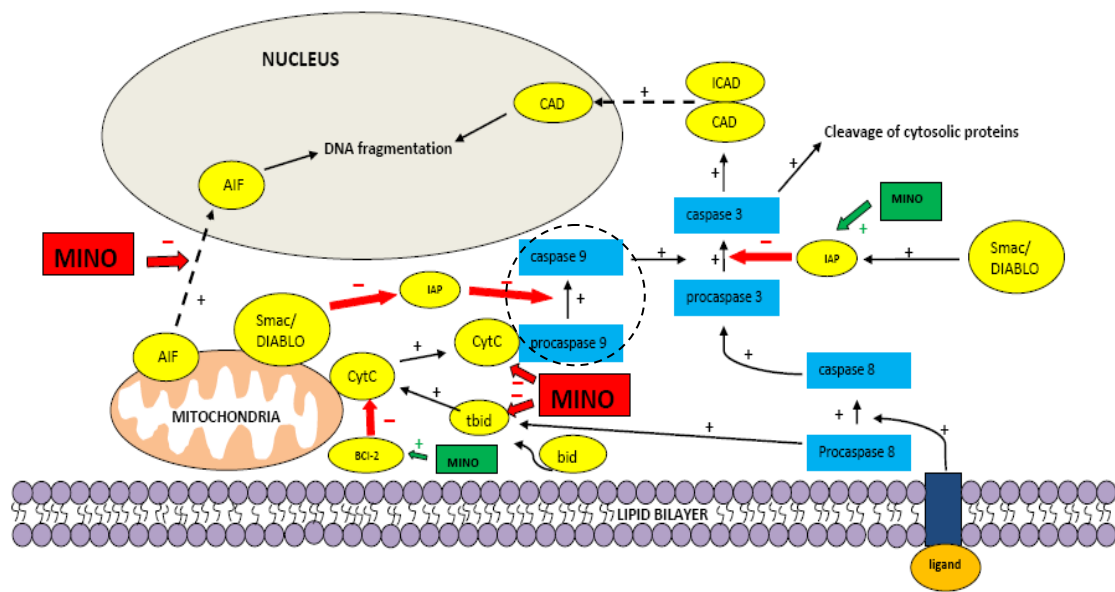 NUCLEUS
ICAD
CAD
+
CAD
Cleavage of cytosolic proteins
DNA fragmentation
+
+
AIF
caspase 3
MINO
MINO
−
+
−
+
+
Smac/
DIABLO
IAP
caspase 9
+
procaspase 3
−
IAP
−
+
Smac/
DIABLO
+
procaspase 9
CytC
+
AIF
CytC
+
caspase 8
−
MINO
−
MITOCHONDRIA
+
tbid
−
+
+
+
+
BCI-2
MINO
bid
Procaspase 8
LIPID BILAYER
ligand